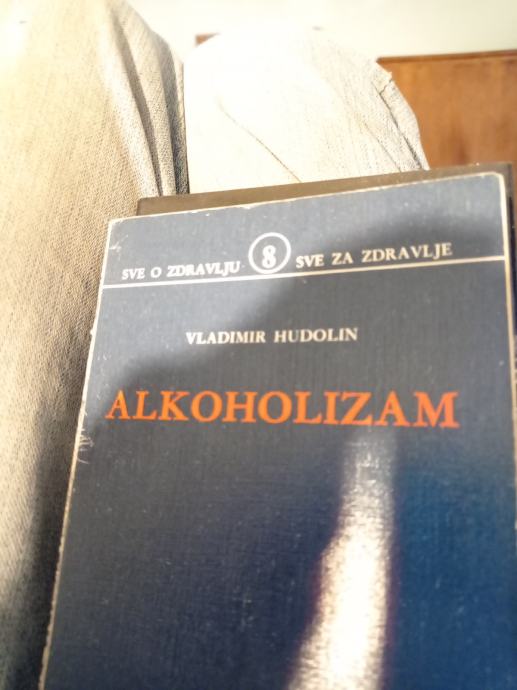 SVE O ZDRAVLJU 8 SVE ZA ZDRAVLJE
VLADIMIR HUDOLIN
ALKOHOLIZAM